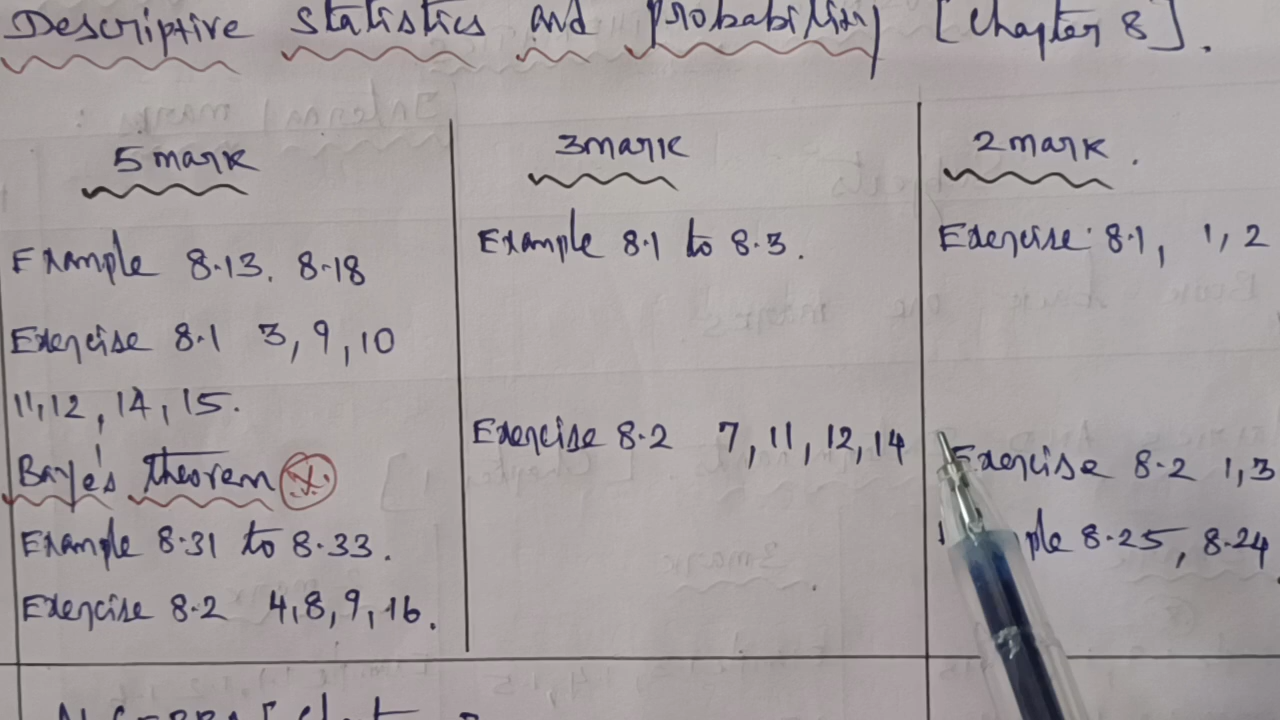 Descriptive statistics and probability [Chapter 8].
5 mark
Example 8.13, 8.18
Exercise 8.1 3, 9, 10
11, 12, 14, 15.
Baye's theorem
Example 8.31 to 8.33.
Exercise 8.2 4, 8, 9, 16.
3 mark
Example 8.1 to 8.3.
Exercise 8.2 7, 11, 12, 14
2 mark.
Exercise: 8.1, 1, 2
Exercise 8.2 1, 3
ple 8.25, 8.24